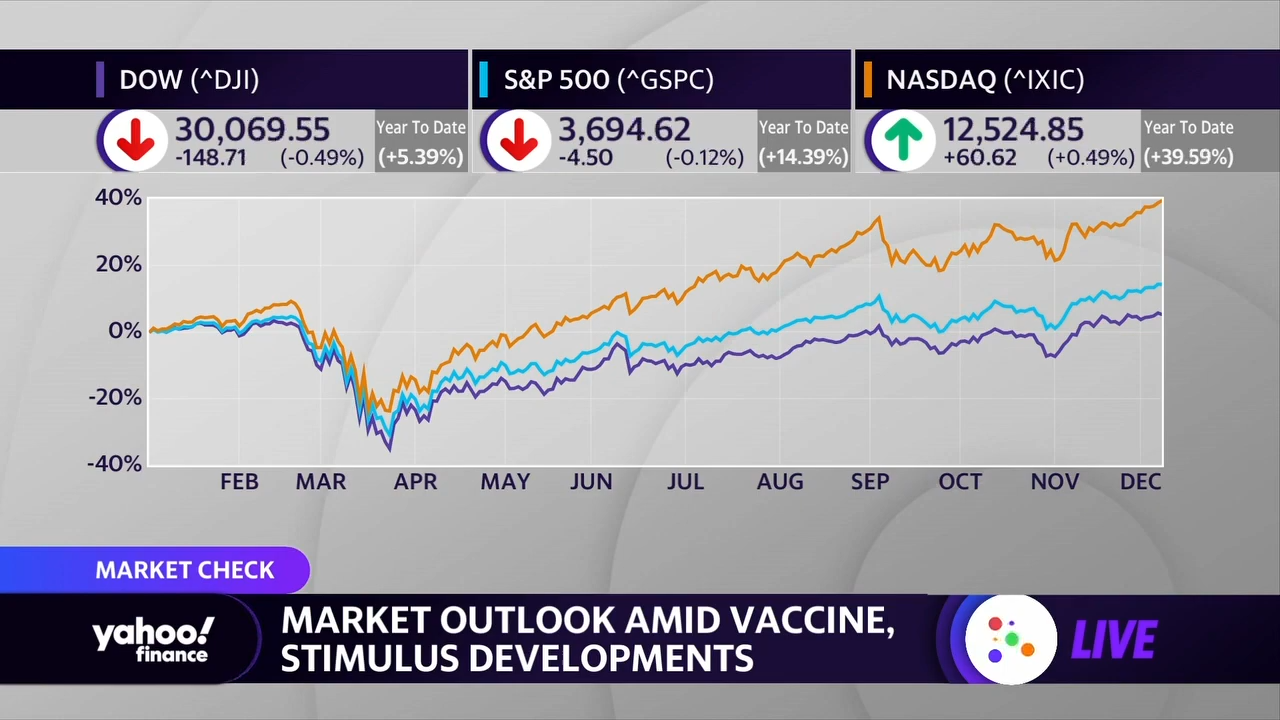 DOW (^DJI)
30,069.55
-148.71 (-0.49%)
Year To Date
(+5.39%)
S&P 500 (^GSPC)
3,694.62
-4.50 (-0.12%)
Year To Date
(+14.39%)
NASDAQ (^IXIC)
12,524.85
+60.62 (+0.49%)
Year To Date
(+39.59%)
40%
20%
0%
-20%
-40%
FEB MAR APR MAY JUN JUL AUG SEP OCT NOV DEC
MARKET CHECK
yahoo!
finance
MARKET OUTLOOK AMID VACCINE,
STIMULUS DEVELOPMENTS
LIVE